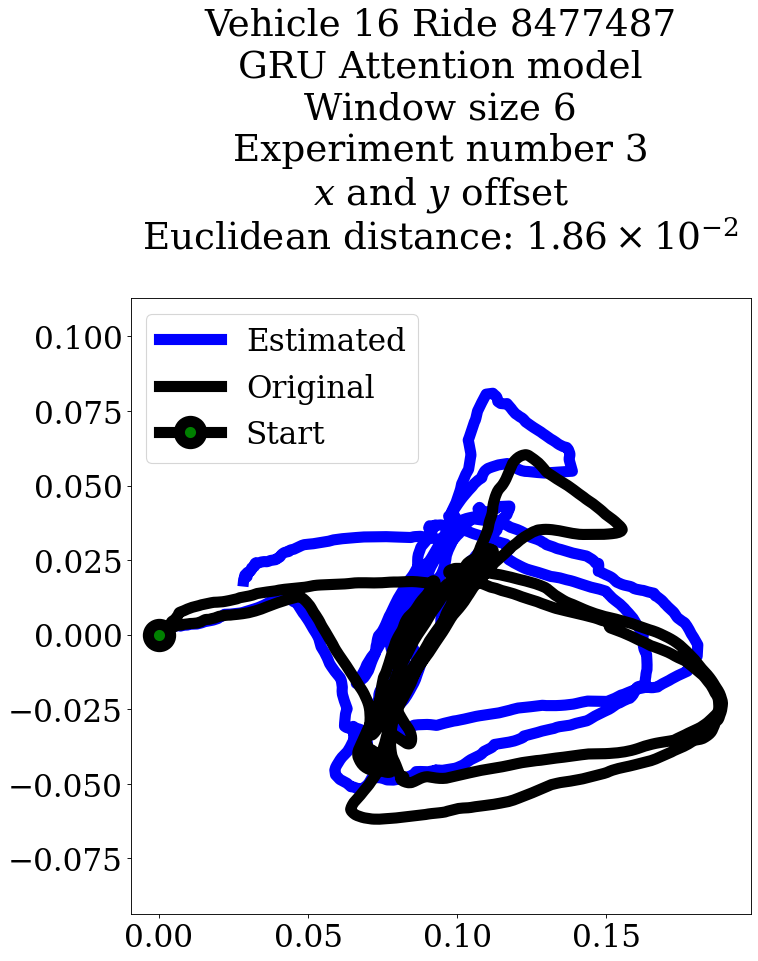 Vehicle 16 Ride 8477487
GRU Attention model
Window size 6
Experiment number 3
x and y offset
Euclidean distance: 1.86 × 10⁻²
Estimated
Original
Start
0.100
0.075
0.050
0.025
0.000
−0.025
−0.050
−0.075
0.00 0.05 0.10 0.15